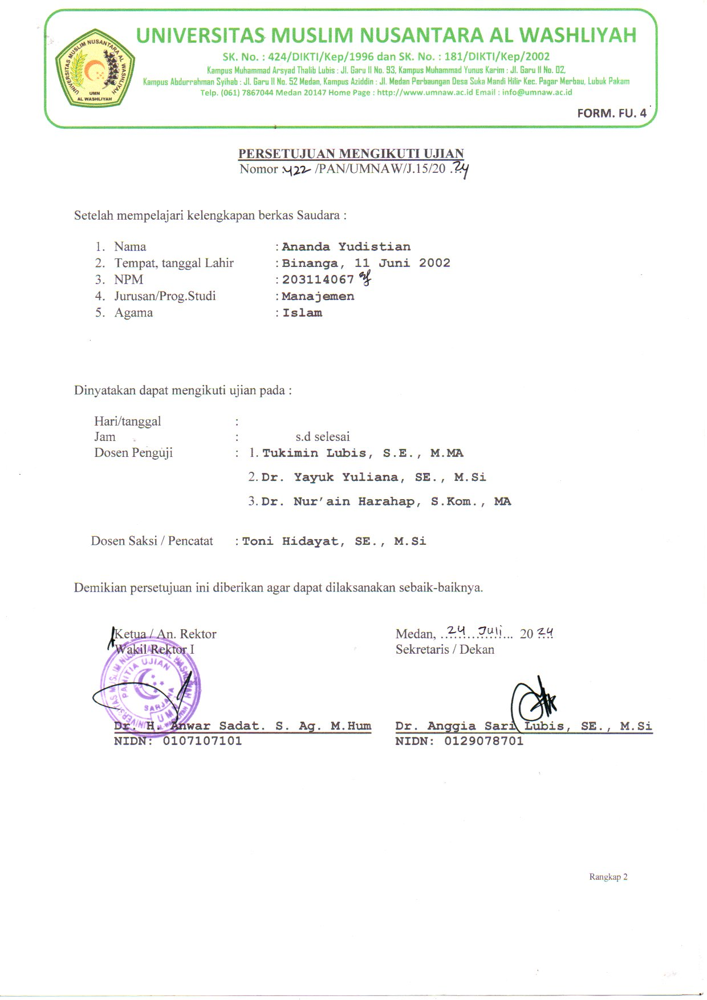 UNIVERSITAS MUSLIM NUSANTARA AL WASHLIYAH
SK. No. : 424/DIKTI/Kep/1996 dan SK. No. : 181/DIKTI/Kep/2002
Kampus Muhammad Arsyad Thalib Lubis : Jl. Garu II No. 93, Kampus Muhammad Yunus Karim : Jl. Garu II No. 02,
Kampus Abdurrahman Syihab : Jl. Garu II No. 52 Medan, Kampus Aziddin : Jl. Medan Perbaungan Desa Suka Mandi Hilir Kec. Pagar Merbau, Lubuk Pakam
Telp. (061) 7867044 Medan 20147 Home Page : http://www.umnaw.ac.id Email : info@umnaw.ac.id
UNIVERSITAS MUSLIM NUSANTARA AL WASHLIYAH
UMN
AL WASHLIYAH
FORM. FU. 4
PERSETUJUAN MENGIKUTI UJIAN
Nomor :422 /PAN/UMNAW/J.15/20 24
Setelah mempelajari kelengkapan berkas Saudara :
1. Nama : Ananda Yudistian
2. Tempat, tanggal Lahir : Binanga, 11 Juni 2002
3. NPM : 203114067
4. Jurusan/Prog.Studi : Manajemen
5. Agama : Islam
Dinyatakan dapat mengikuti ujian pada :
Hari/tanggal :
Jam : s.d selesai
Dosen Penguji : 1. Tukimin Lubis, S.E., M.MA
2. Dr. Yayuk Yuliana, SE., M.Si
3. Dr. Nur'ain Harahap, S.Kom., MA
Dosen Saksi / Pencatat : Toni Hidayat, SE., M.Si
Demikian persetujuan ini diberikan agar dapat dilaksanakan sebaik-baiknya.
Ketua / An. Rektor
Wakil Rektor I
PANITIA UJIAN
SARJANA
UMN
Dr. H. Anwar Sadat. S. Ag. M.Hum
NIDN: 0107107101
Medan, 24 Juli 20 24
Sekretaris / Dekan
Dr. Anggia Sari Lubis, SE., M.Si
NIDN: 0129078701
Rangkap 2